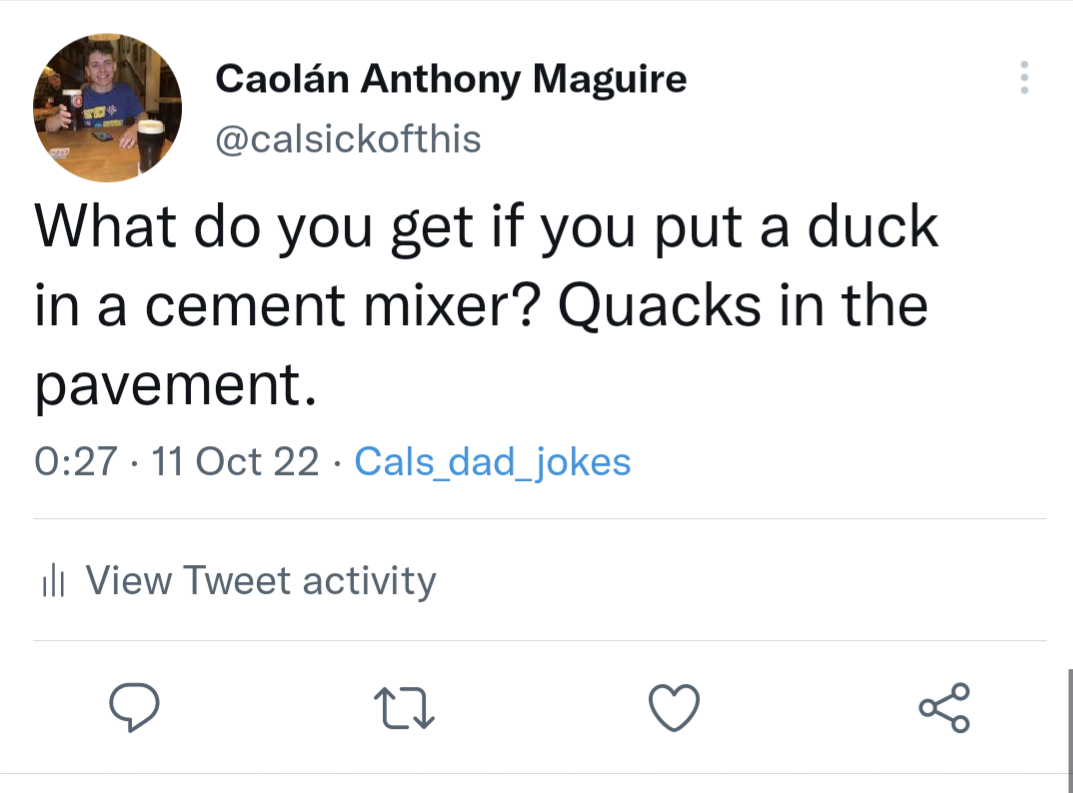 Caolán Anthony Maguire
@calsickofthis
What do you get if you put a duck
in a cement mixer? Quacks in the
pavement.
0:27 · 11 Oct 22 · Cals_dad_jokes
View Tweet activity